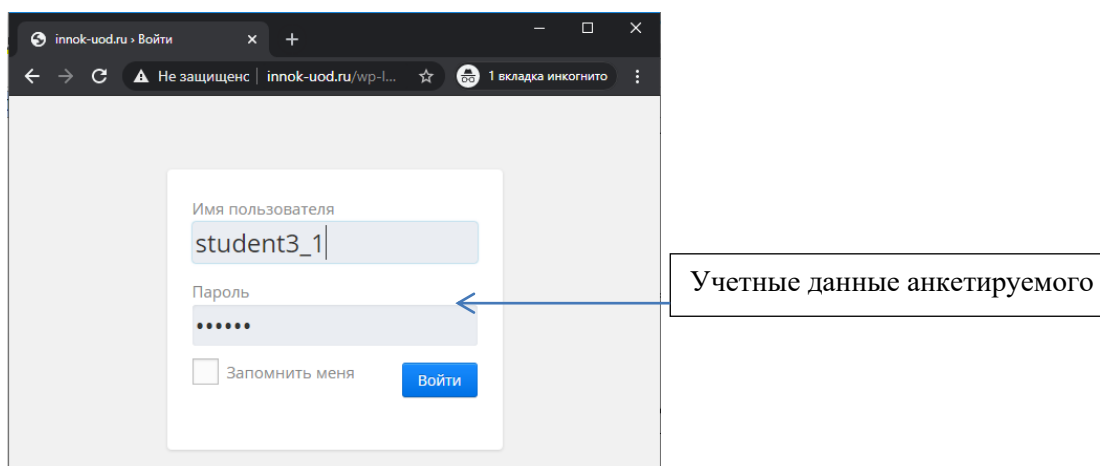 innok-uod.ru › Войти
Не защищенс innok-uod.ru/wp-l... 1 вкладка инкогнито
Имя пользователя
student3_1
Пароль
••••••
Запомнить меня
Войти
Учетные данные анкетируемого